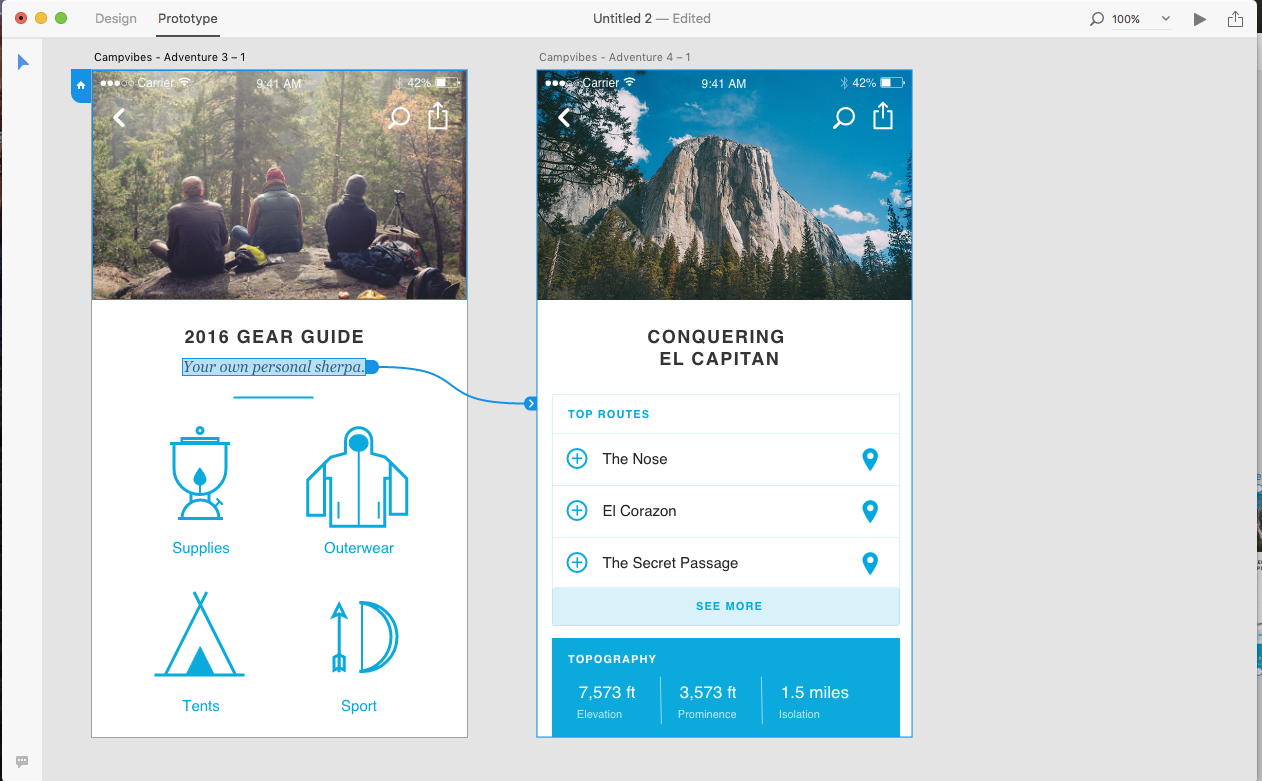 Design Prototype
Untitled 2 — Edited
100%
Campvibes - Adventure 3 – 1
Carrier 9:41 AM 42%
2016 GEAR GUIDE
Your own personal sherpa.
Supplies Outerwear
Tents Sport
Campvibes - Adventure 4 – 1
Carrier 9:41 AM 42%
CONQUERING
EL CAPITAN
TOP ROUTES
The Nose
El Corazon
The Secret Passage
SEE MORE
TOPOGRAPHY
7,573 ft 3,573 ft 1.5 miles
Elevation Prominence Isolation